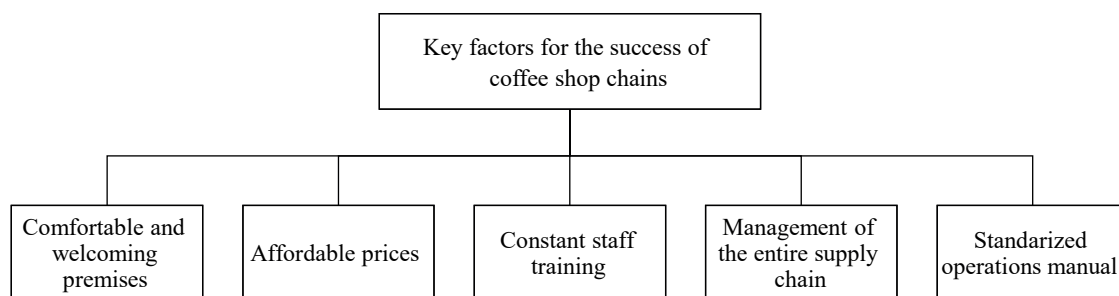 Key factors for the success of
coffee shop chains
Comfortable and
welcoming
premises
Affordable prices
Constant staff
training
Management of
the entire supply
chain
Standarized
operations manual